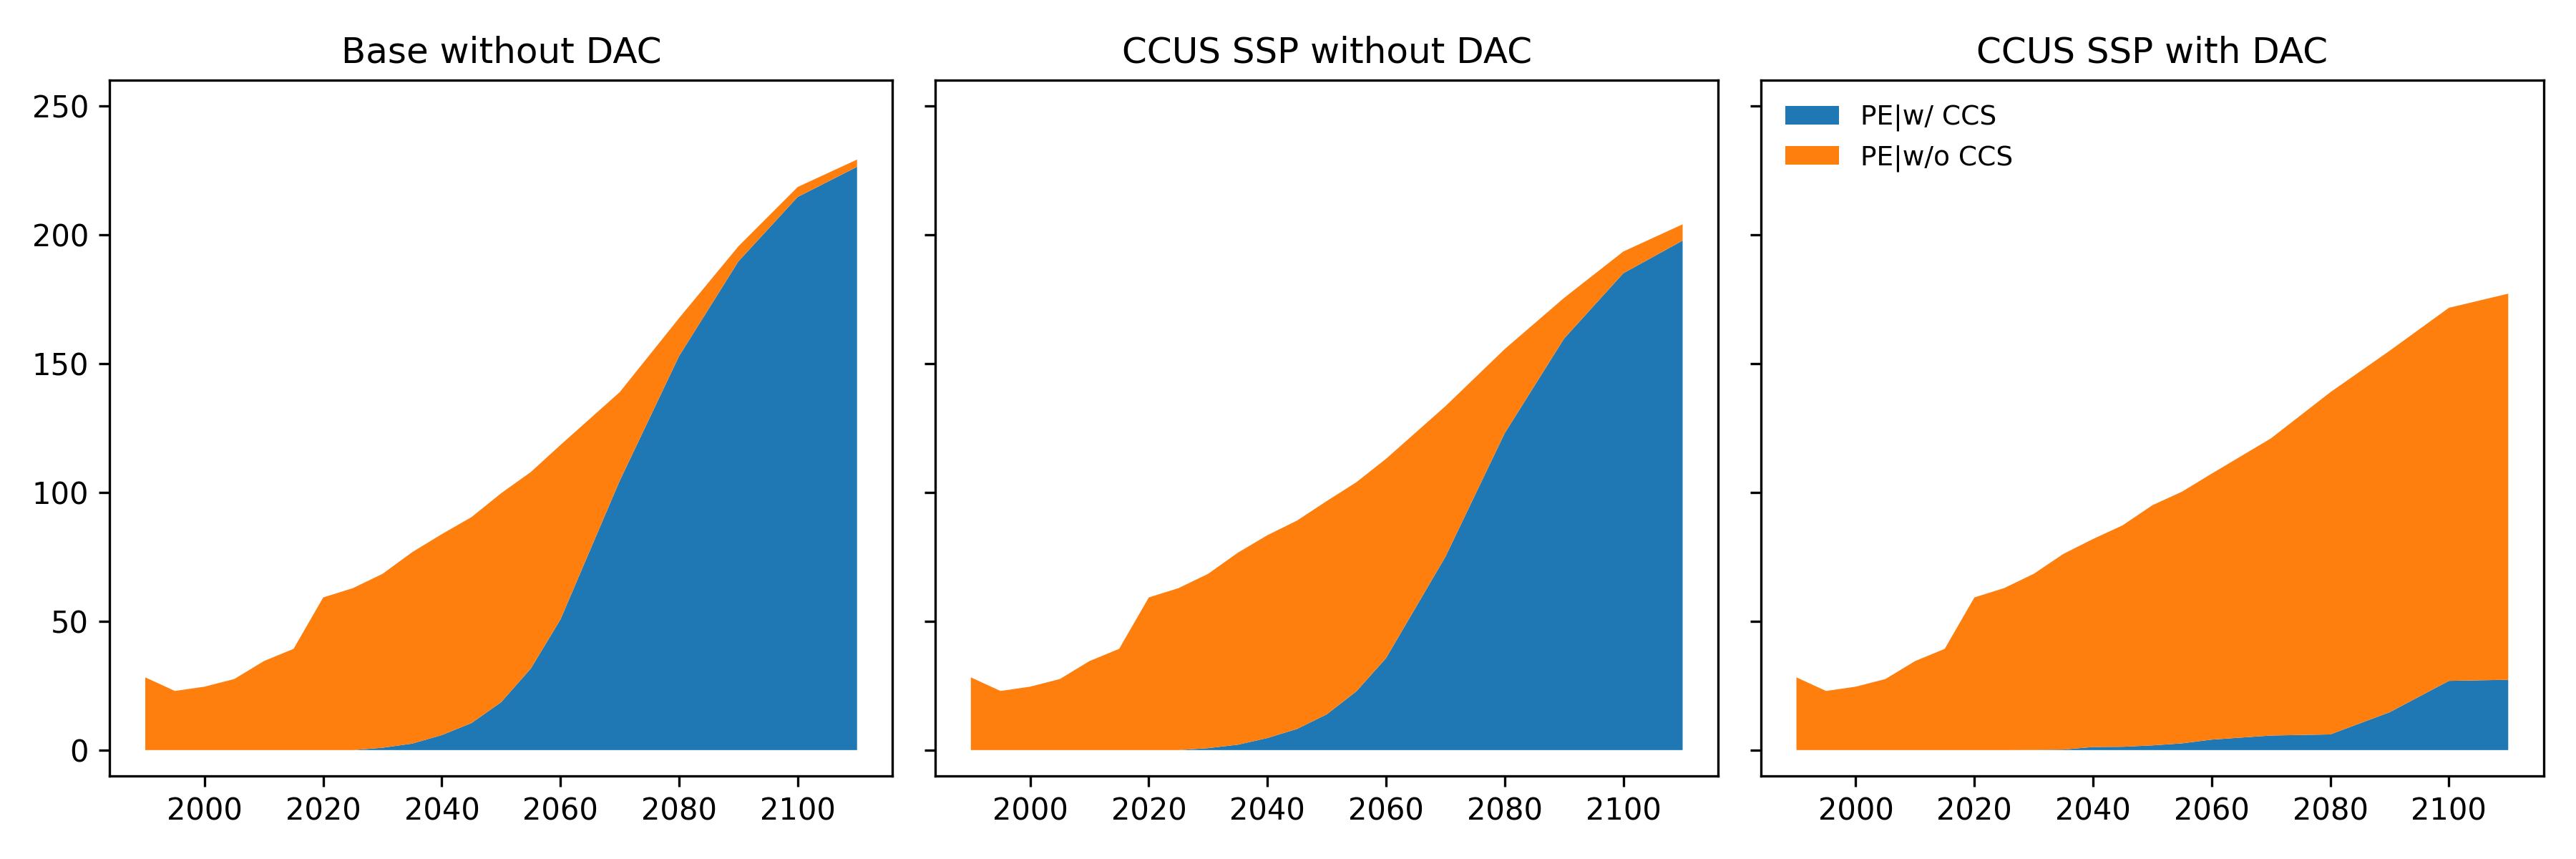 Base without DAC
CCUS SSP without DAC
CCUS SSP with DAC
250
200
150
100
50
0
PE|w/ CCS
PE|w/o CCS
2000 2020 2040 2060 2080 2100
2000 2020 2040 2060 2080 2100
2000 2020 2040 2060 2080 2100